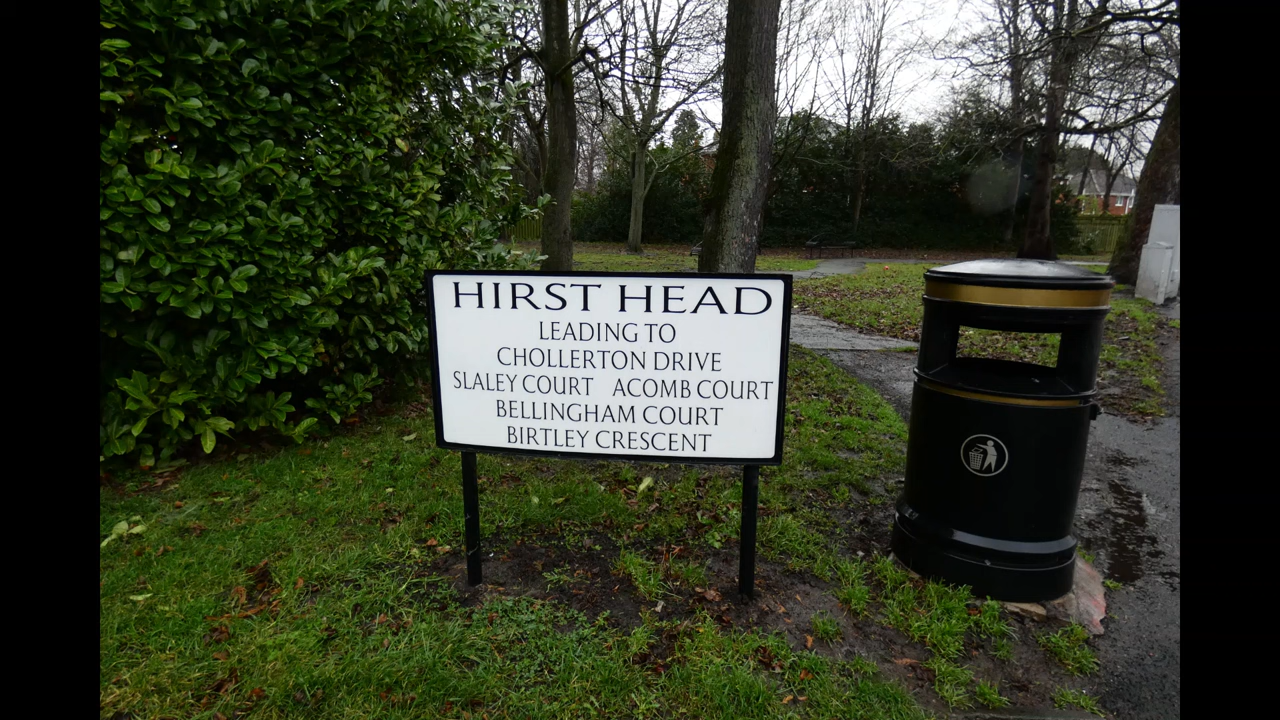 HIRST HEAD
LEADING TO
CHOLLERTON DRIVE
SLALEY COURT ACOMB COURT
BELLINGHAM COURT
BIRTLEY CRESCENT